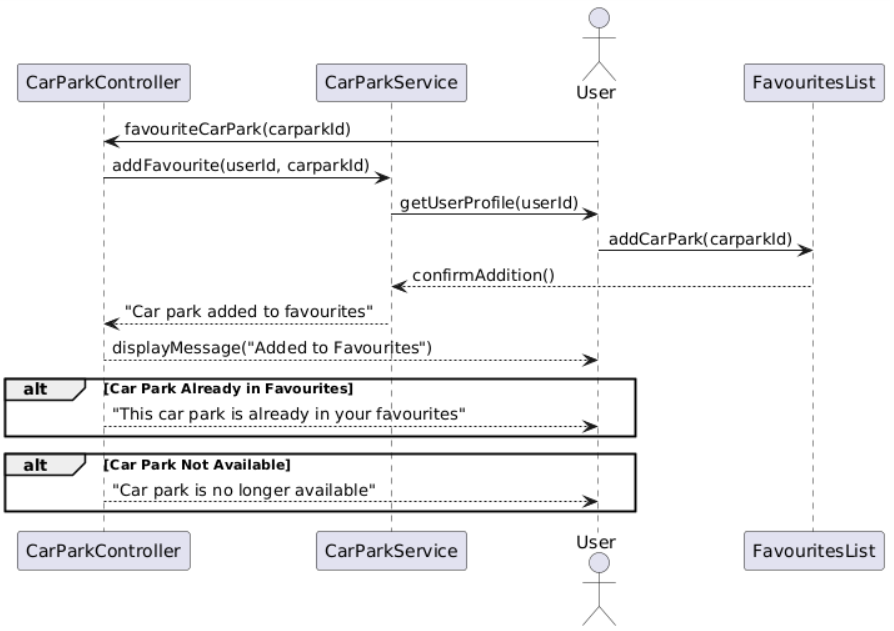 CarParkController
CarParkService
User
FavouritesList
favouriteCarPark(carparkId)
addFavourite(userId, carparkId)
getUserProfile(userId)
addCarPark(carparkId)
confirmAddition()
"Car park added to favourites"
displayMessage("Added to Favourites")
alt [Car Park Already in Favourites]
"This car park is already in your favourites"
alt [Car Park Not Available]
"Car park is no longer available"
CarParkController
CarParkService
User
FavouritesList